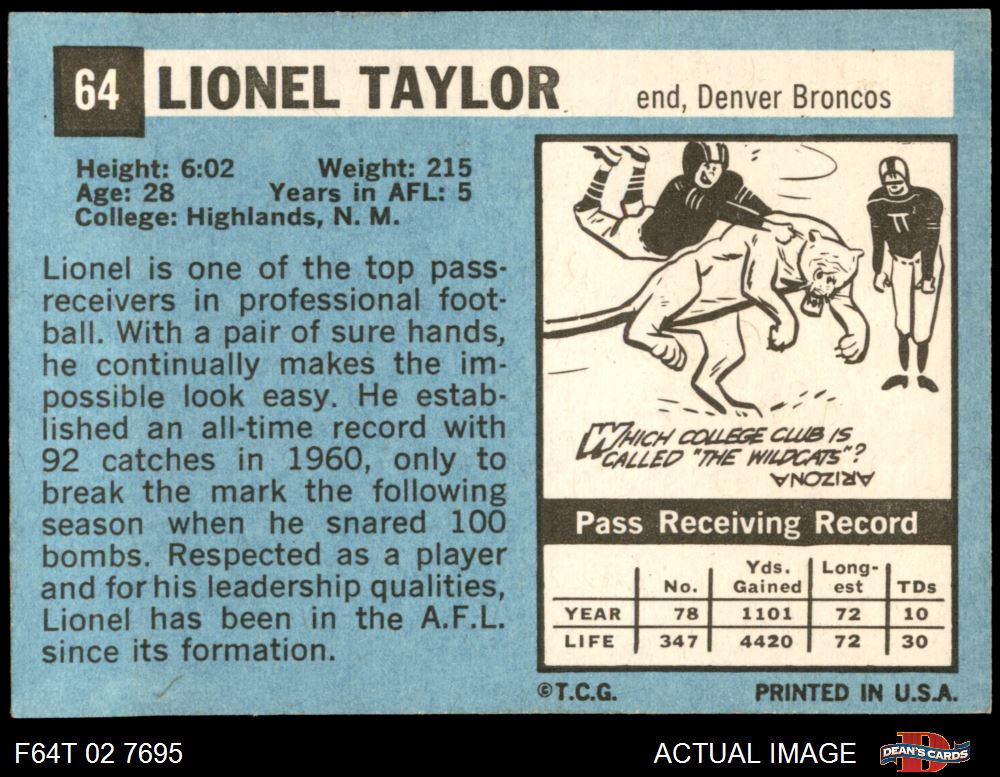 64 LIONEL TAYLOR end, Denver Broncos
Height: 6:02 Weight: 215
Age: 28 Years in AFL: 5
College: Highlands, N. M.
Lionel is one of the top pass-
receivers in professional foot-
ball. With a pair of sure hands,
he continually makes the im-
possible look easy. He estab-
lished an all-time record with
92 catches in 1960, only to
break the mark the following
season when he snared 100
bombs. Respected as a player
and for his leadership qualities,
Lionel has been in the A.F.L.
since its formation.
WHICH COLLEGE CLUB IS
CALLED "THE WILDCATS"?
ARIZONA
Pass Receiving Record
No. Yds. Gained Long-est TDs
YEAR 78 1101 72 10
LIFE 347 4420 72 30
©T.C.G. PRINTED IN U.S.A.
F64T 02 7695 ACTUAL IMAGE DEAN'S CARDS